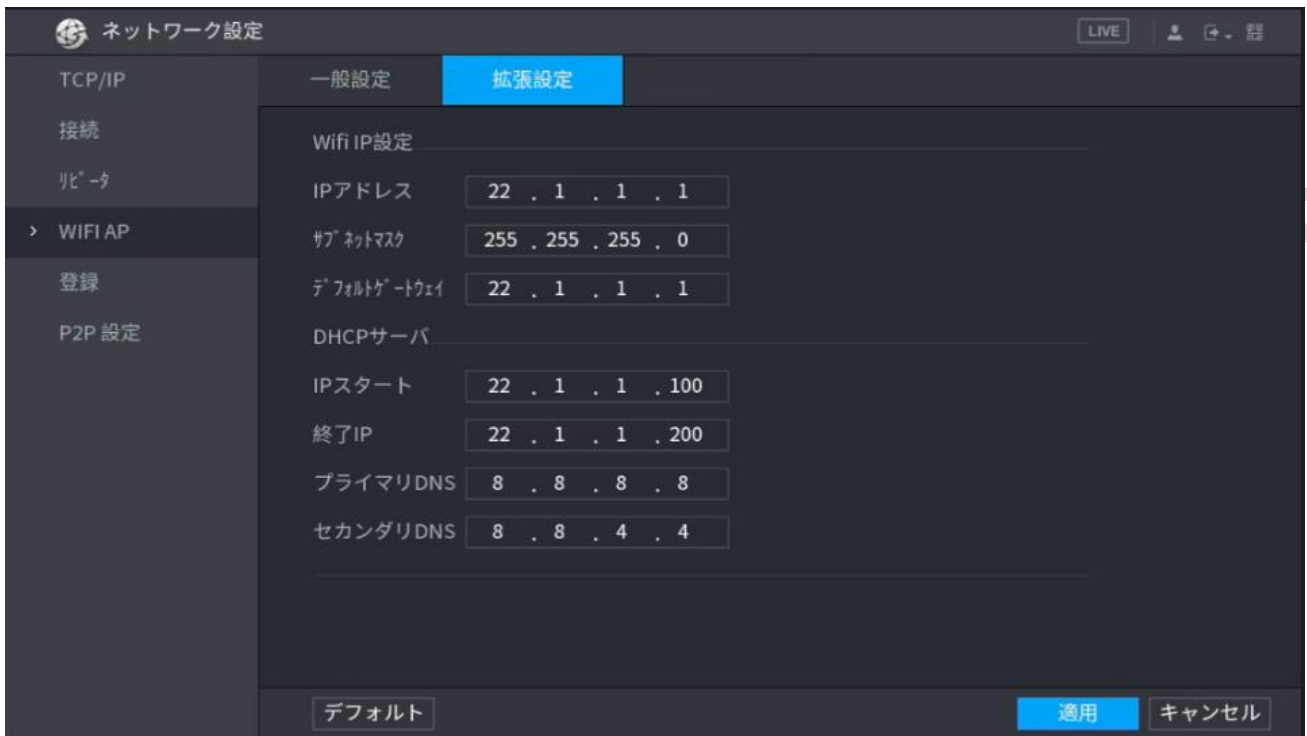 ネットワーク設定 LIVE
TCP/IP
接続
ﾘﾋﾟｰﾀ
WIFI AP
登録
P2P 設定
一般設定 拡張設定
Wifi IP設定
IPアドレス 22 . 1 . 1 . 1
ｻﾌﾞﾈｯﾄﾏｽｸ 255 . 255 . 255 . 0
ﾃﾞﾌｫﾙﾄｹﾞｰﾄｳｪｲ 22 . 1 . 1 . 1
DHCPサーバ
IPスタート 22 . 1 . 1 . 100
終了IP 22 . 1 . 1 . 200
プライマリDNS 8 . 8 . 8 . 8
セカンダリDNS 8 . 8 . 4 . 4
デフォルト 適用 キャンセル